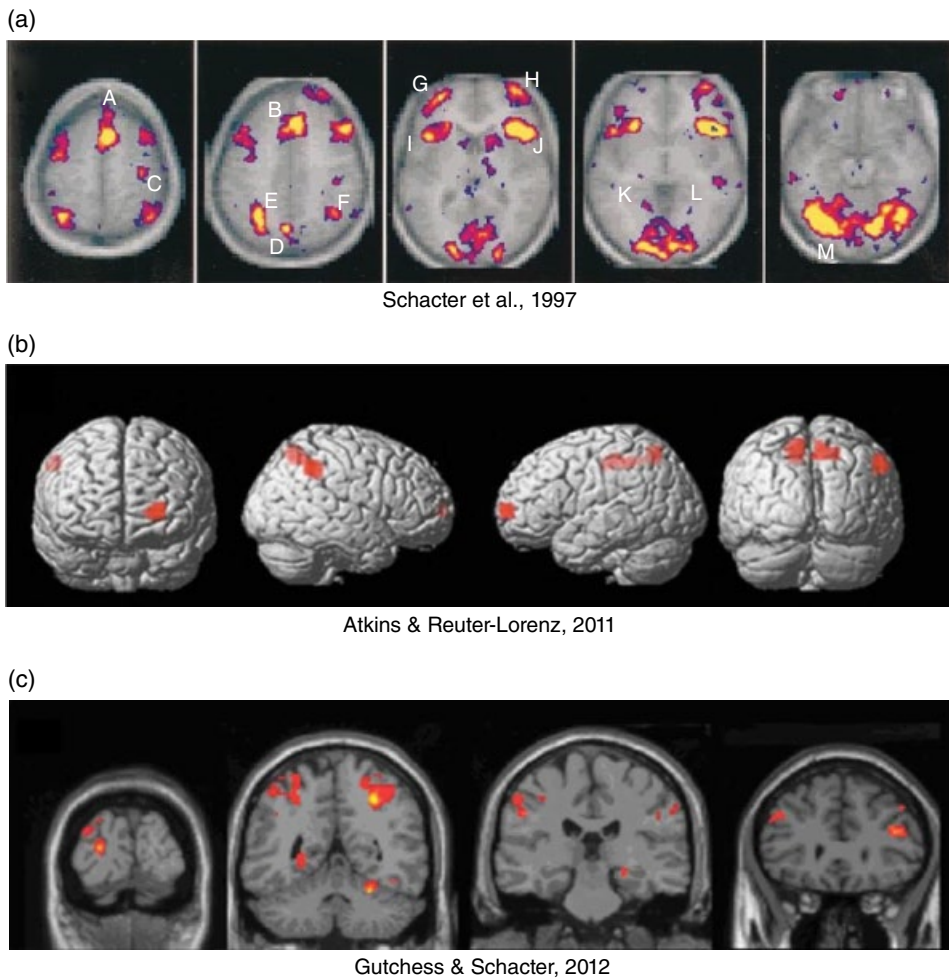 (a)
A
B
C
D
E
F
G
H
I
J
K
L
M
Schacter et al., 1997
(b)
Atkins & Reuter-Lorenz, 2011
(c)
Gutchess & Schacter, 2012